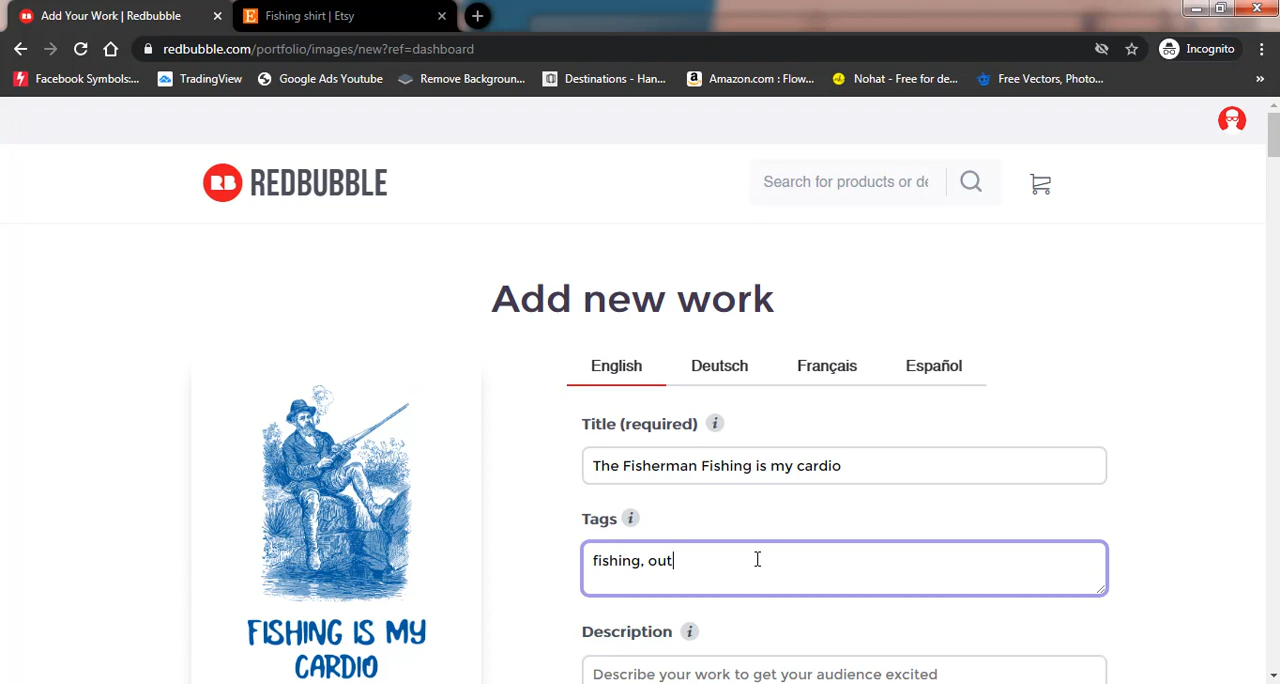 Add Your Work | Redbubble
Fishing shirt | Etsy
redbubble.com/portfolio/images/new?ref=dashboard
Incognito
Facebook Symbols:...
TradingView
Google Ads Youtube
Remove Backgroun...
Destinations - Han...
Amazon.com : Flow...
Nohat - Free for de...
Free Vectors, Photo...
»
RB REDBUBBLE
Search for products or de
Add new work
English Deutsch Français Español
Title (required) i
The Fisherman Fishing is my cardio
Tags i
fishing, out
Description i
Describe your work to get your audience excited
FISHING IS MY
CARDIO